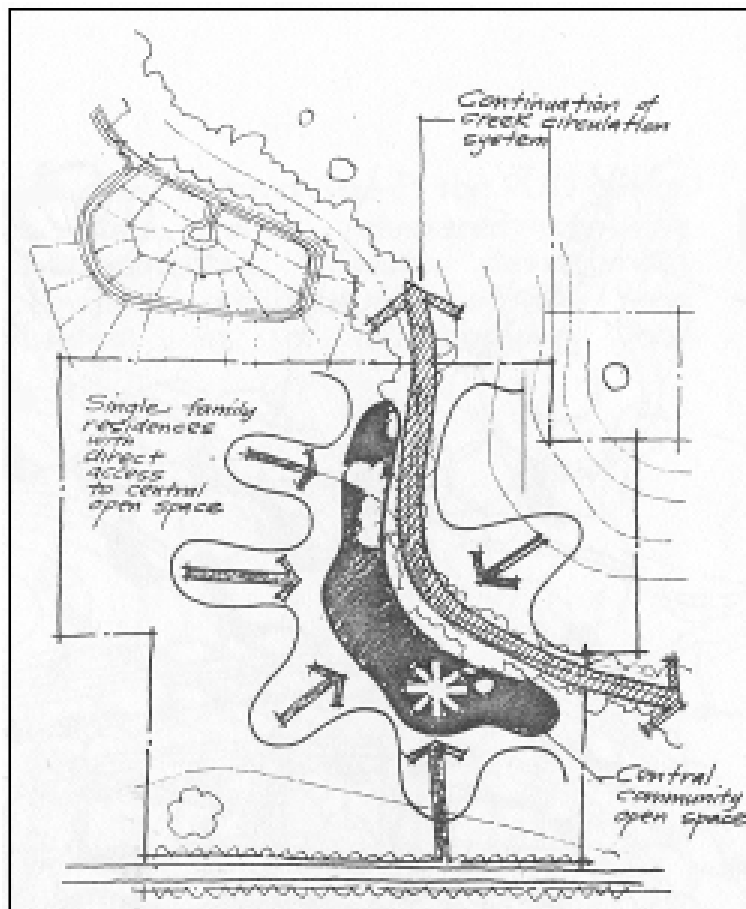 Continuation of
creek circulation
system
Single-family
residences
with
direct
access
to central
open space
Central
community
open space